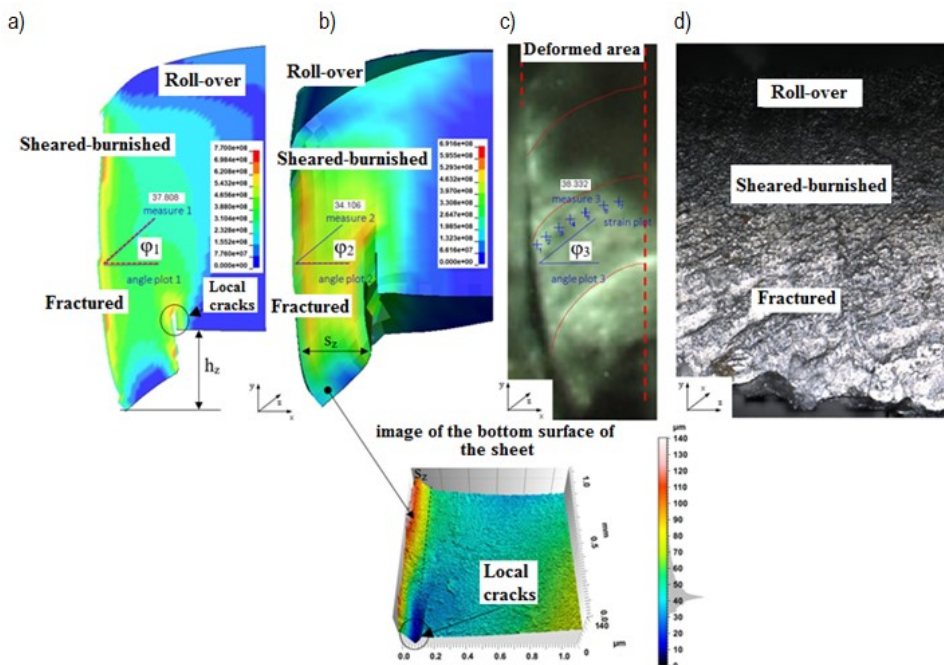 a)
b)
c)
d)
Roll-over
Sheared-burnished
37.808
measure 1
φ1
angle plot 1
Fractured
Local
cracks
hz
7.700e+08
6.984e+08
6.208e+08
5.432e+08
4.656e+08
3.880e+08
3.104e+08
2.328e+08
1.552e+08
7.760e+07
0.000e+00
y
z
x
Roll-over
Sheared-burnished
34.106
measure 2
φ2
angle plot 2
Fractured
sz
6.916e+08
5.955e+08
5.293e+08
4.632e+08
3.970e+08
3.308e+08
2.647e+08
1.985e+08
1.323e+08
6.616e+07
0.000e+00
y
z
x
Deformed area
38.332
measure 3
strain plot
φ3
angle plot 3
y
z
x
Roll-over
Sheared-burnished
Fractured
y
x
z
image of the bottom surface of
the sheet
sz
Local
cracks
1.0
mm
0.5
0.0
140
µm
0
0.0 0.2 0.4 0.6 0.8 1.0
µm
140
130
120
110
100
90
80
70
60
50
40
30
20
10
0